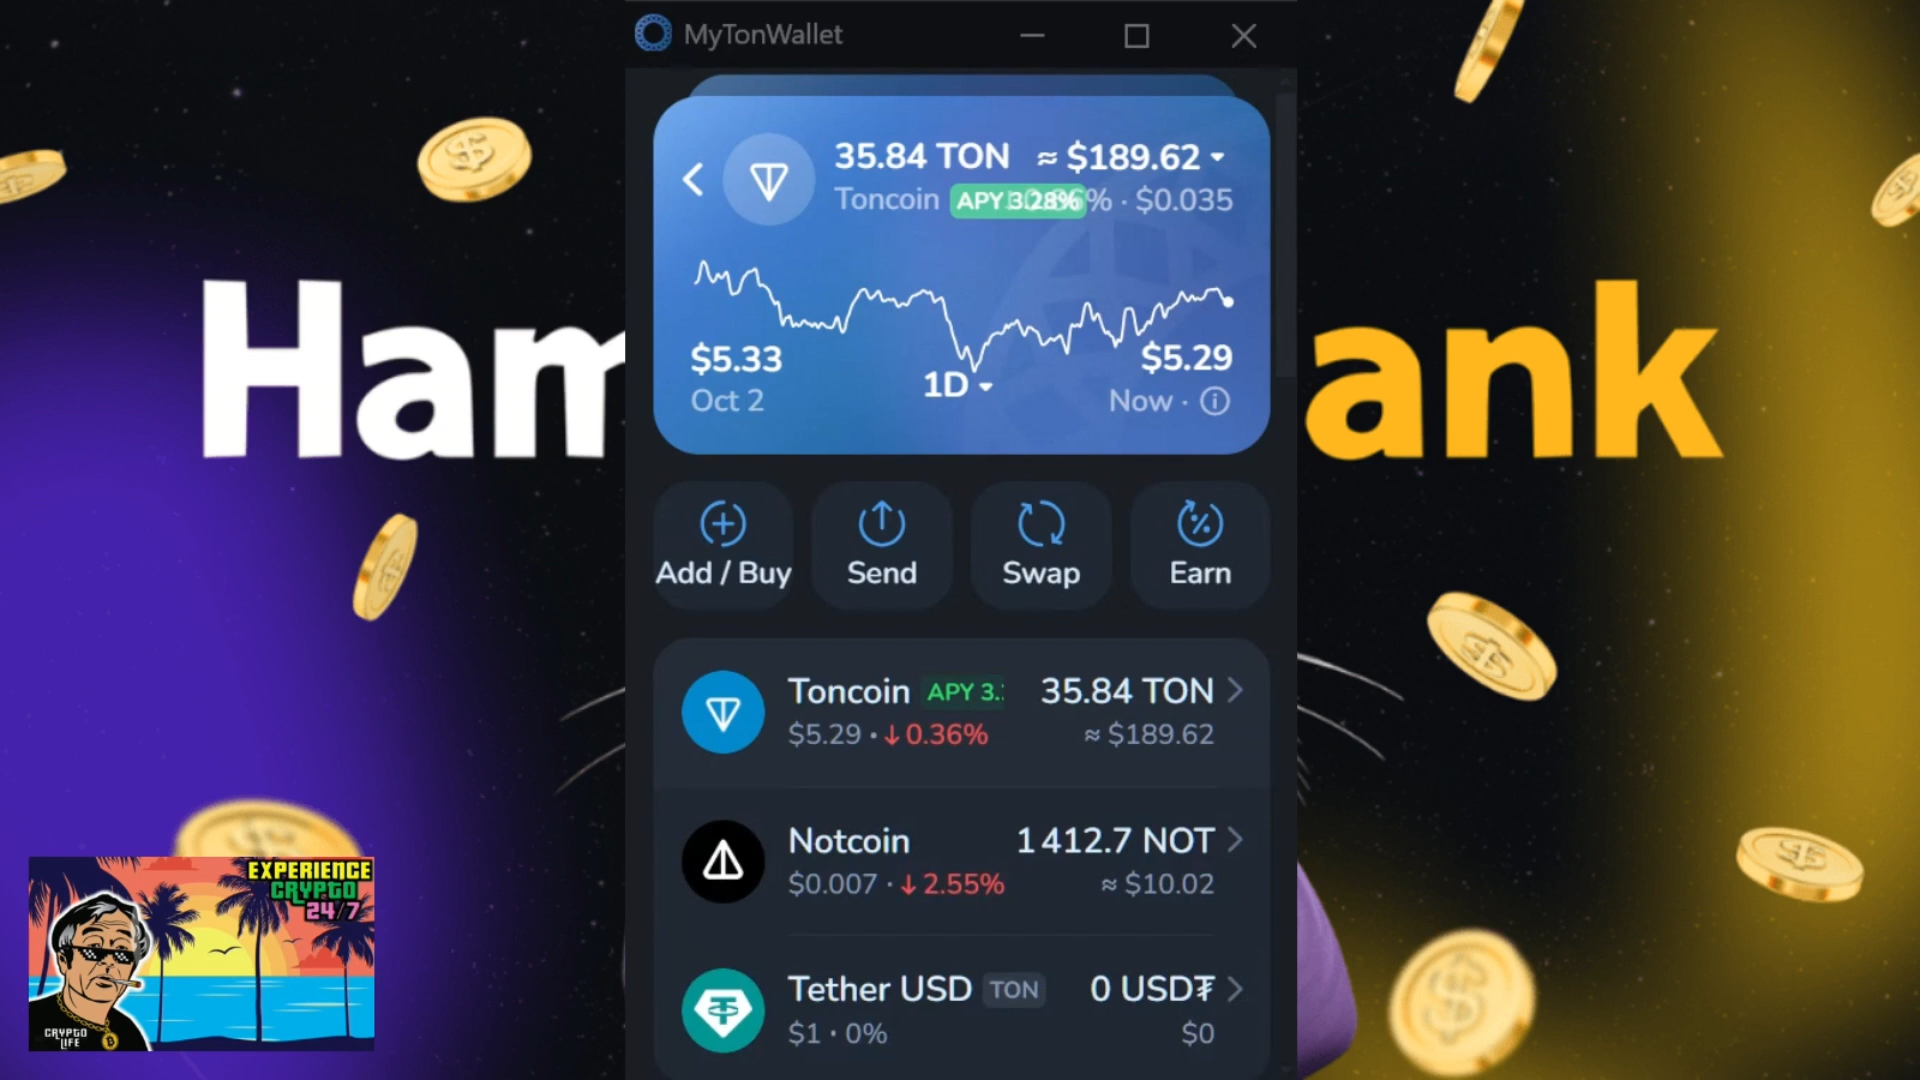 MyTonWallet
35.84 TON ≈ $189.62
Toncoin APY 3.28% % · $0.035
$5.33
$5.29
1D
Oct 2
Now ·
Ham
ank
Add / Buy
Send
Swap
Earn
Toncoin APY 3.
35.84 TON
$5.29 · ↓ 0.36%
≈ $189.62
Notcoin
1 412.7 NOT
$0.007 · ↓ 2.55%
≈ $10.02
Tether USD TON
0 USD₮
$1 · 0%
$0
EXPERIENCE
CRYPTO
24/7
CRYPTO
LIFE